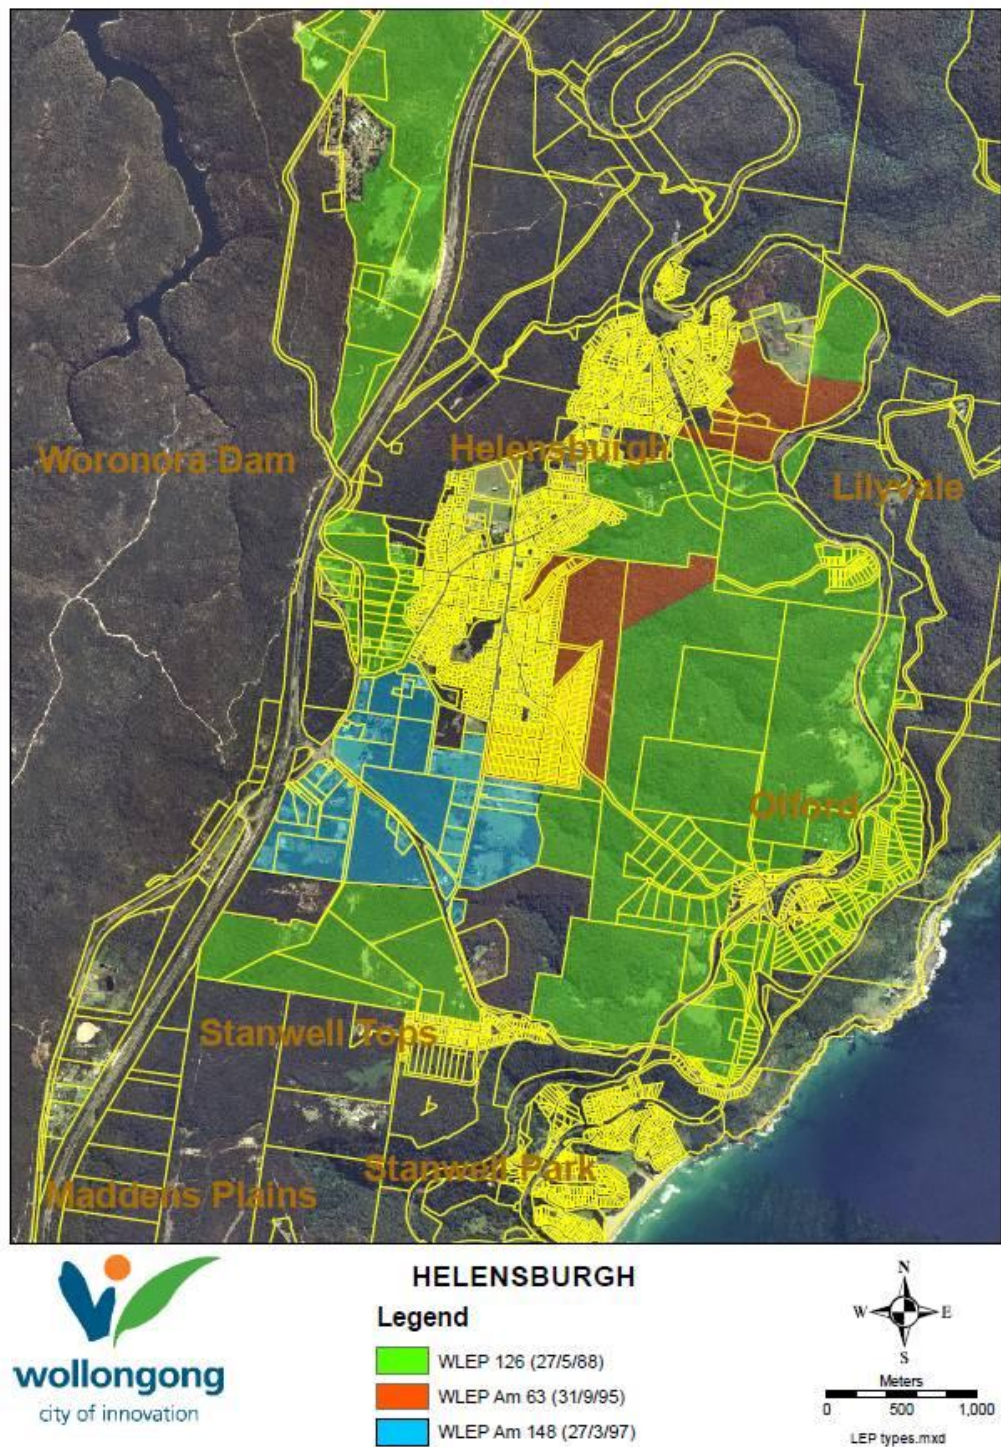 Woronora Dam
Helensburgh
Lilyvale
Otford
Stanwell Tops
Stanwell Park
Maddens Plains
wollongong
city of innovation
HELENSBURGH
Legend
WLEP 126 (27/5/88)
WLEP Am 63 (31/9/95)
WLEP Am 148 (27/3/97)
N
W E
S
Meters
0 500 1,000
LEP types.mxd